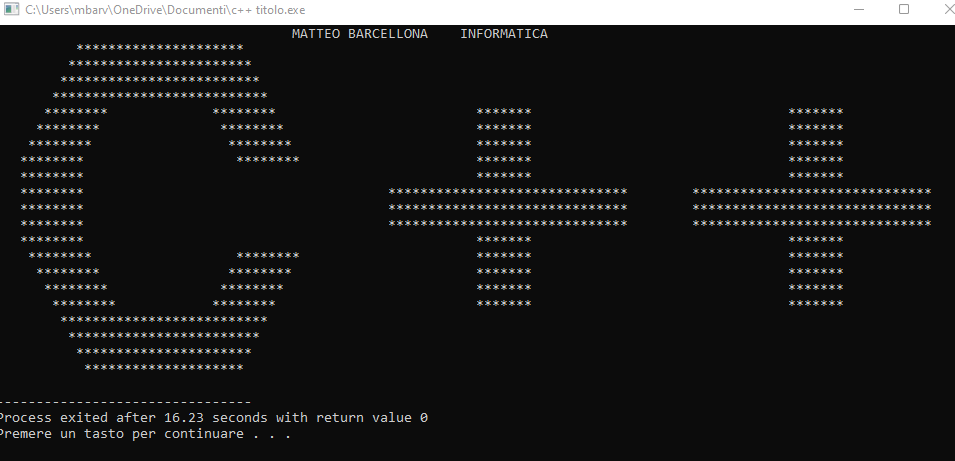 C:\Users\mbarv\OneDrive\Documenti\c++ titolo.exe
MATTEO BARCELLONA    INFORMATICA
C++
--------------------------------
Process exited after 16.23 seconds with return value 0
Premere un tasto per continuare . . .